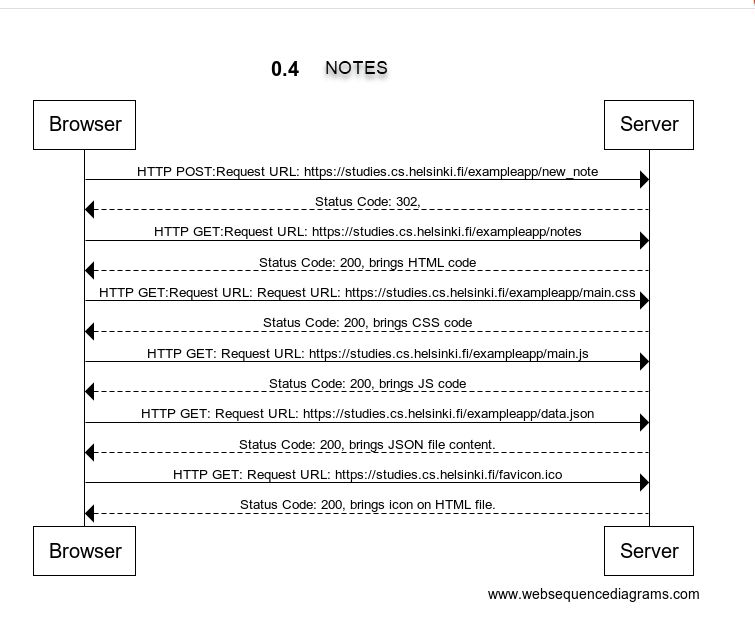 0.4 NOTES
Browser Server
HTTP POST:Request URL: https://studies.cs.helsinki.fi/exampleapp/new_note
Status Code: 302,
HTTP GET:Request URL: https://studies.cs.helsinki.fi/exampleapp/notes
Status Code: 200, brings HTML code
HTTP GET:Request URL: Request URL: https://studies.cs.helsinki.fi/exampleapp/main.css
Status Code: 200, brings CSS code
HTTP GET: Request URL: https://studies.cs.helsinki.fi/exampleapp/main.js
Status Code: 200, brings JS code
HTTP GET: Request URL: https://studies.cs.helsinki.fi/exampleapp/data.json
Status Code: 200, brings JSON file content.
HTTP GET: Request URL: https://studies.cs.helsinki.fi/favicon.ico
Status Code: 200, brings icon on HTML file.
Browser Server
www.websequencediagrams.com